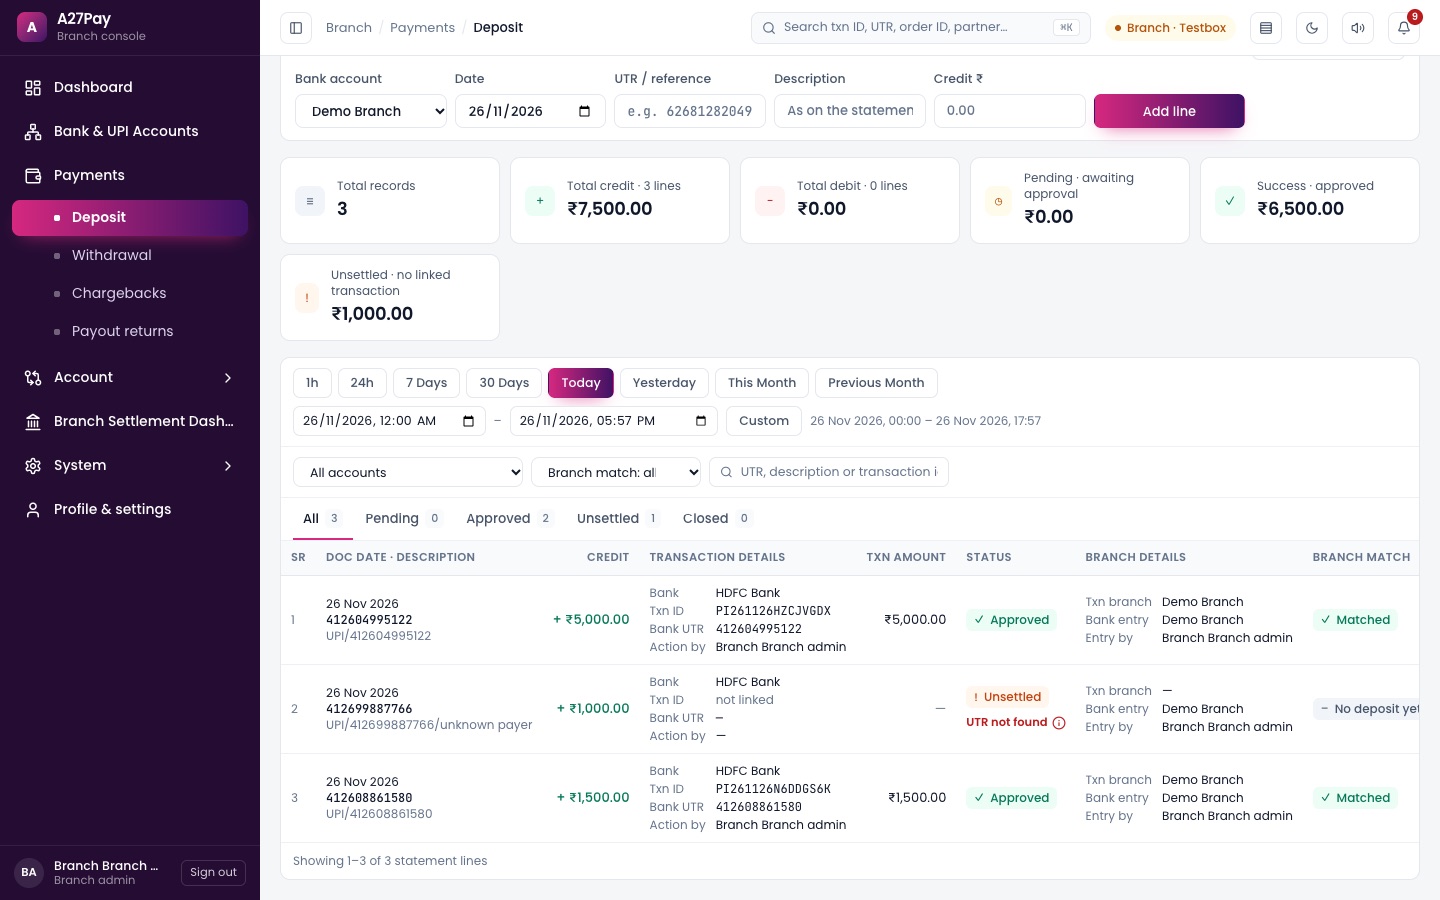 A A27Pay
Branch console
Branch / Payments / Deposit
Search txn ID, UTR, order ID, partner... ⌘K
Branch · Testbox
9
Dashboard
Bank & UPI Accounts
Payments
Deposit
Withdrawal
Chargebacks
Payout returns
Account
Branch Settlement Dash...
System
Profile & settings
BA Branch Branch ...
Branch admin
Sign out
Bank account Date UTR / reference Description Credit ₹
Demo Branch 26/11/2026 e.g. 62681282049 As on the statemen 0.00 Add line
Total records
3
Total credit · 3 lines
₹7,500.00
Total debit · 0 lines
₹0.00
Pending · awaiting
approval
₹0.00
Success · approved
₹6,500.00
Unsettled · no linked
transaction
₹1,000.00
1h 24h 7 Days 30 Days Today Yesterday This Month Previous Month
26/11/2026, 12:00 AM – 26/11/2026, 05:57 PM Custom 26 Nov 2026, 00:00 – 26 Nov 2026, 17:57
All accounts Branch match: all UTR, description or transaction i
All 3 Pending 0 Approved 2 Unsettled 1 Closed 0
SR DOC DATE · DESCRIPTION CREDIT TRANSACTION DETAILS TXN AMOUNT STATUS BRANCH DETAILS BRANCH MATCH
1
26 Nov 2026
412604995122
UPI/412604995122
+ ₹5,000.00
Bank HDFC Bank
Txn ID PI261126HZCJVGDX
Bank UTR 412604995122
Action by Branch Branch admin
₹5,000.00
✓ Approved
Txn branch Demo Branch
Bank entry Demo Branch
Entry by Branch Branch admin
✓ Matched
2
26 Nov 2026
412699887766
UPI/412699887766/unknown payer
+ ₹1,000.00
Bank HDFC Bank
Txn ID not linked
Bank UTR —
Action by —
—
! Unsettled
UTR not found
Txn branch —
Bank entry Demo Branch
Entry by Branch Branch admin
– No deposit yet
3
26 Nov 2026
412608861580
UPI/412608861580
+ ₹1,500.00
Bank HDFC Bank
Txn ID PI261126N6DDGS6K
Bank UTR 412608861580
Action by Branch Branch admin
₹1,500.00
✓ Approved
Txn branch Demo Branch
Bank entry Demo Branch
Entry by Branch Branch admin
✓ Matched
Showing 1–3 of 3 statement lines